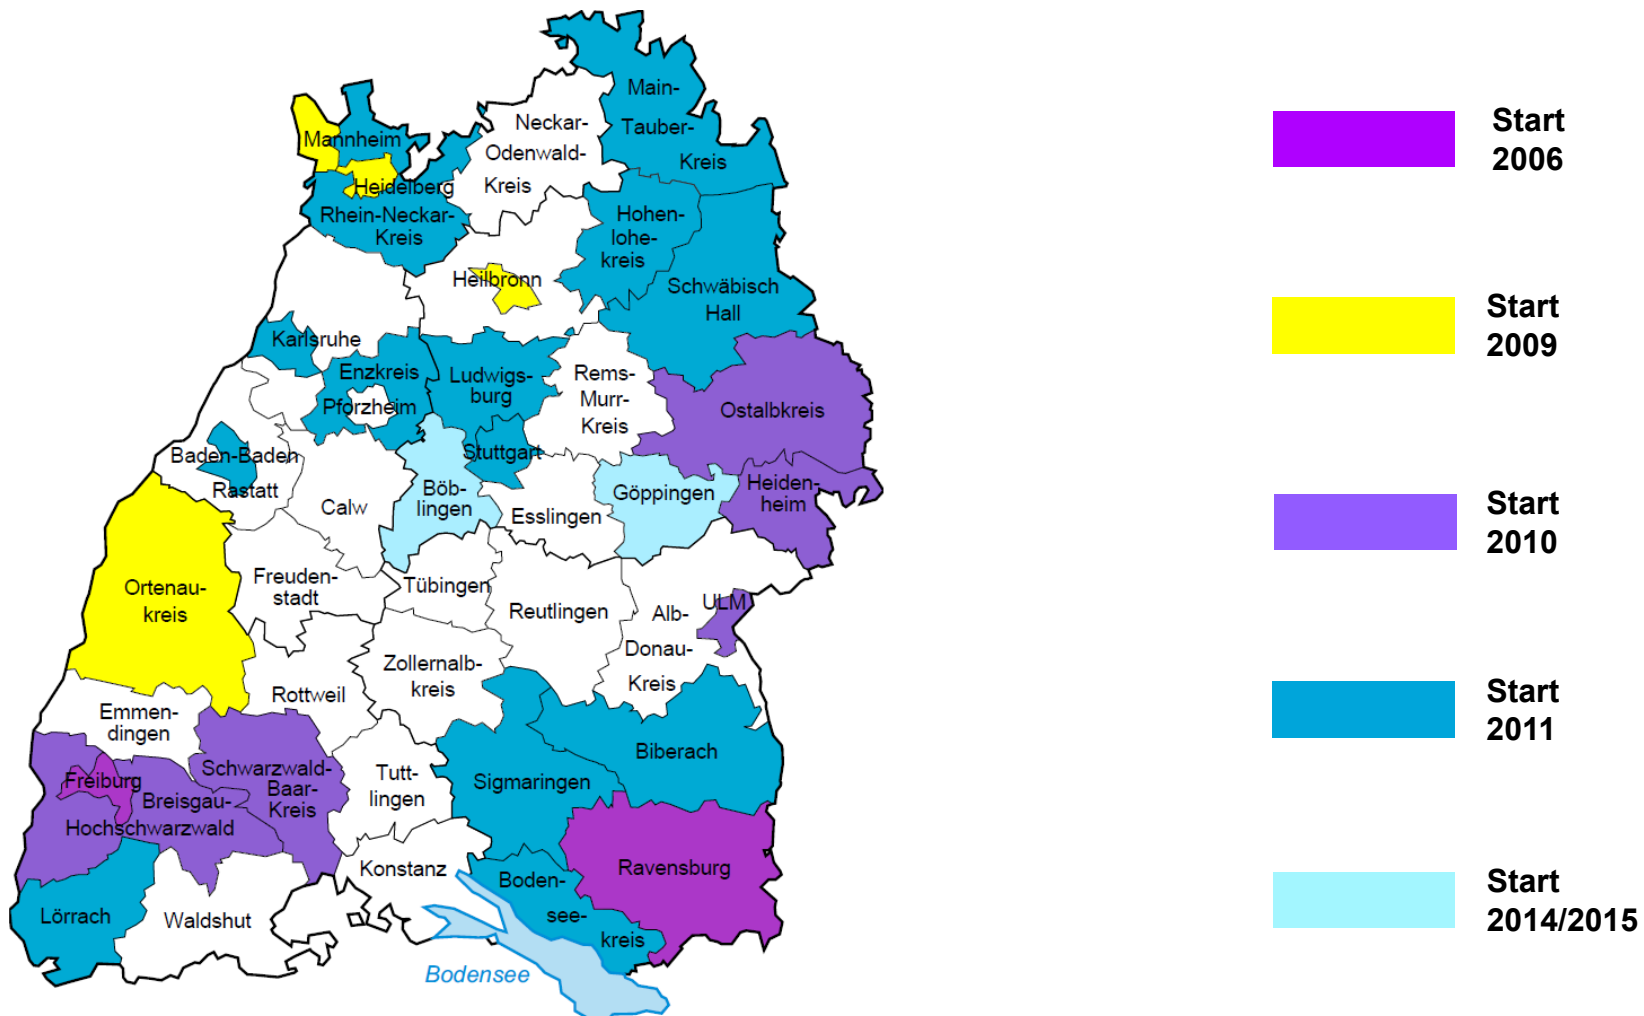 Main-
Tauber-
Kreis
Neckar-
Odenwald-
Kreis
Mannheim
Heidelberg
Rhein-Neckar-
Kreis
Hohen-
lohe-
kreis
Heilbronn
Schwäbisch
Hall
Karlsruhe
Enzkreis
Pforzheim
Ludwigs-
burg
Rems-
Murr-
Kreis
Ostalbkreis
Baden-Baden
Rastatt
Calw
Böb-
lingen
Stuttgart
Esslingen
Göppingen
Heiden-
heim
Ortenau-
kreis
Freuden-
stadt
Tübingen
Reutlingen
Alb-
Donau-
Kreis
ULM
Zollernalb-
kreis
Rottweil
Emmen-
dingen
Schwarzwald-
Baar-
Kreis
Freiburg
Breisgau-
Hochschwarzwald
Tutt-
lingen
Sigmaringen
Biberach
Ravensburg
Konstanz
Boden-
see-
kreis
Lörrach
Waldshut
Bodensee
Start
2006
Start
2009
Start
2010
Start
2011
Start
2014/2015